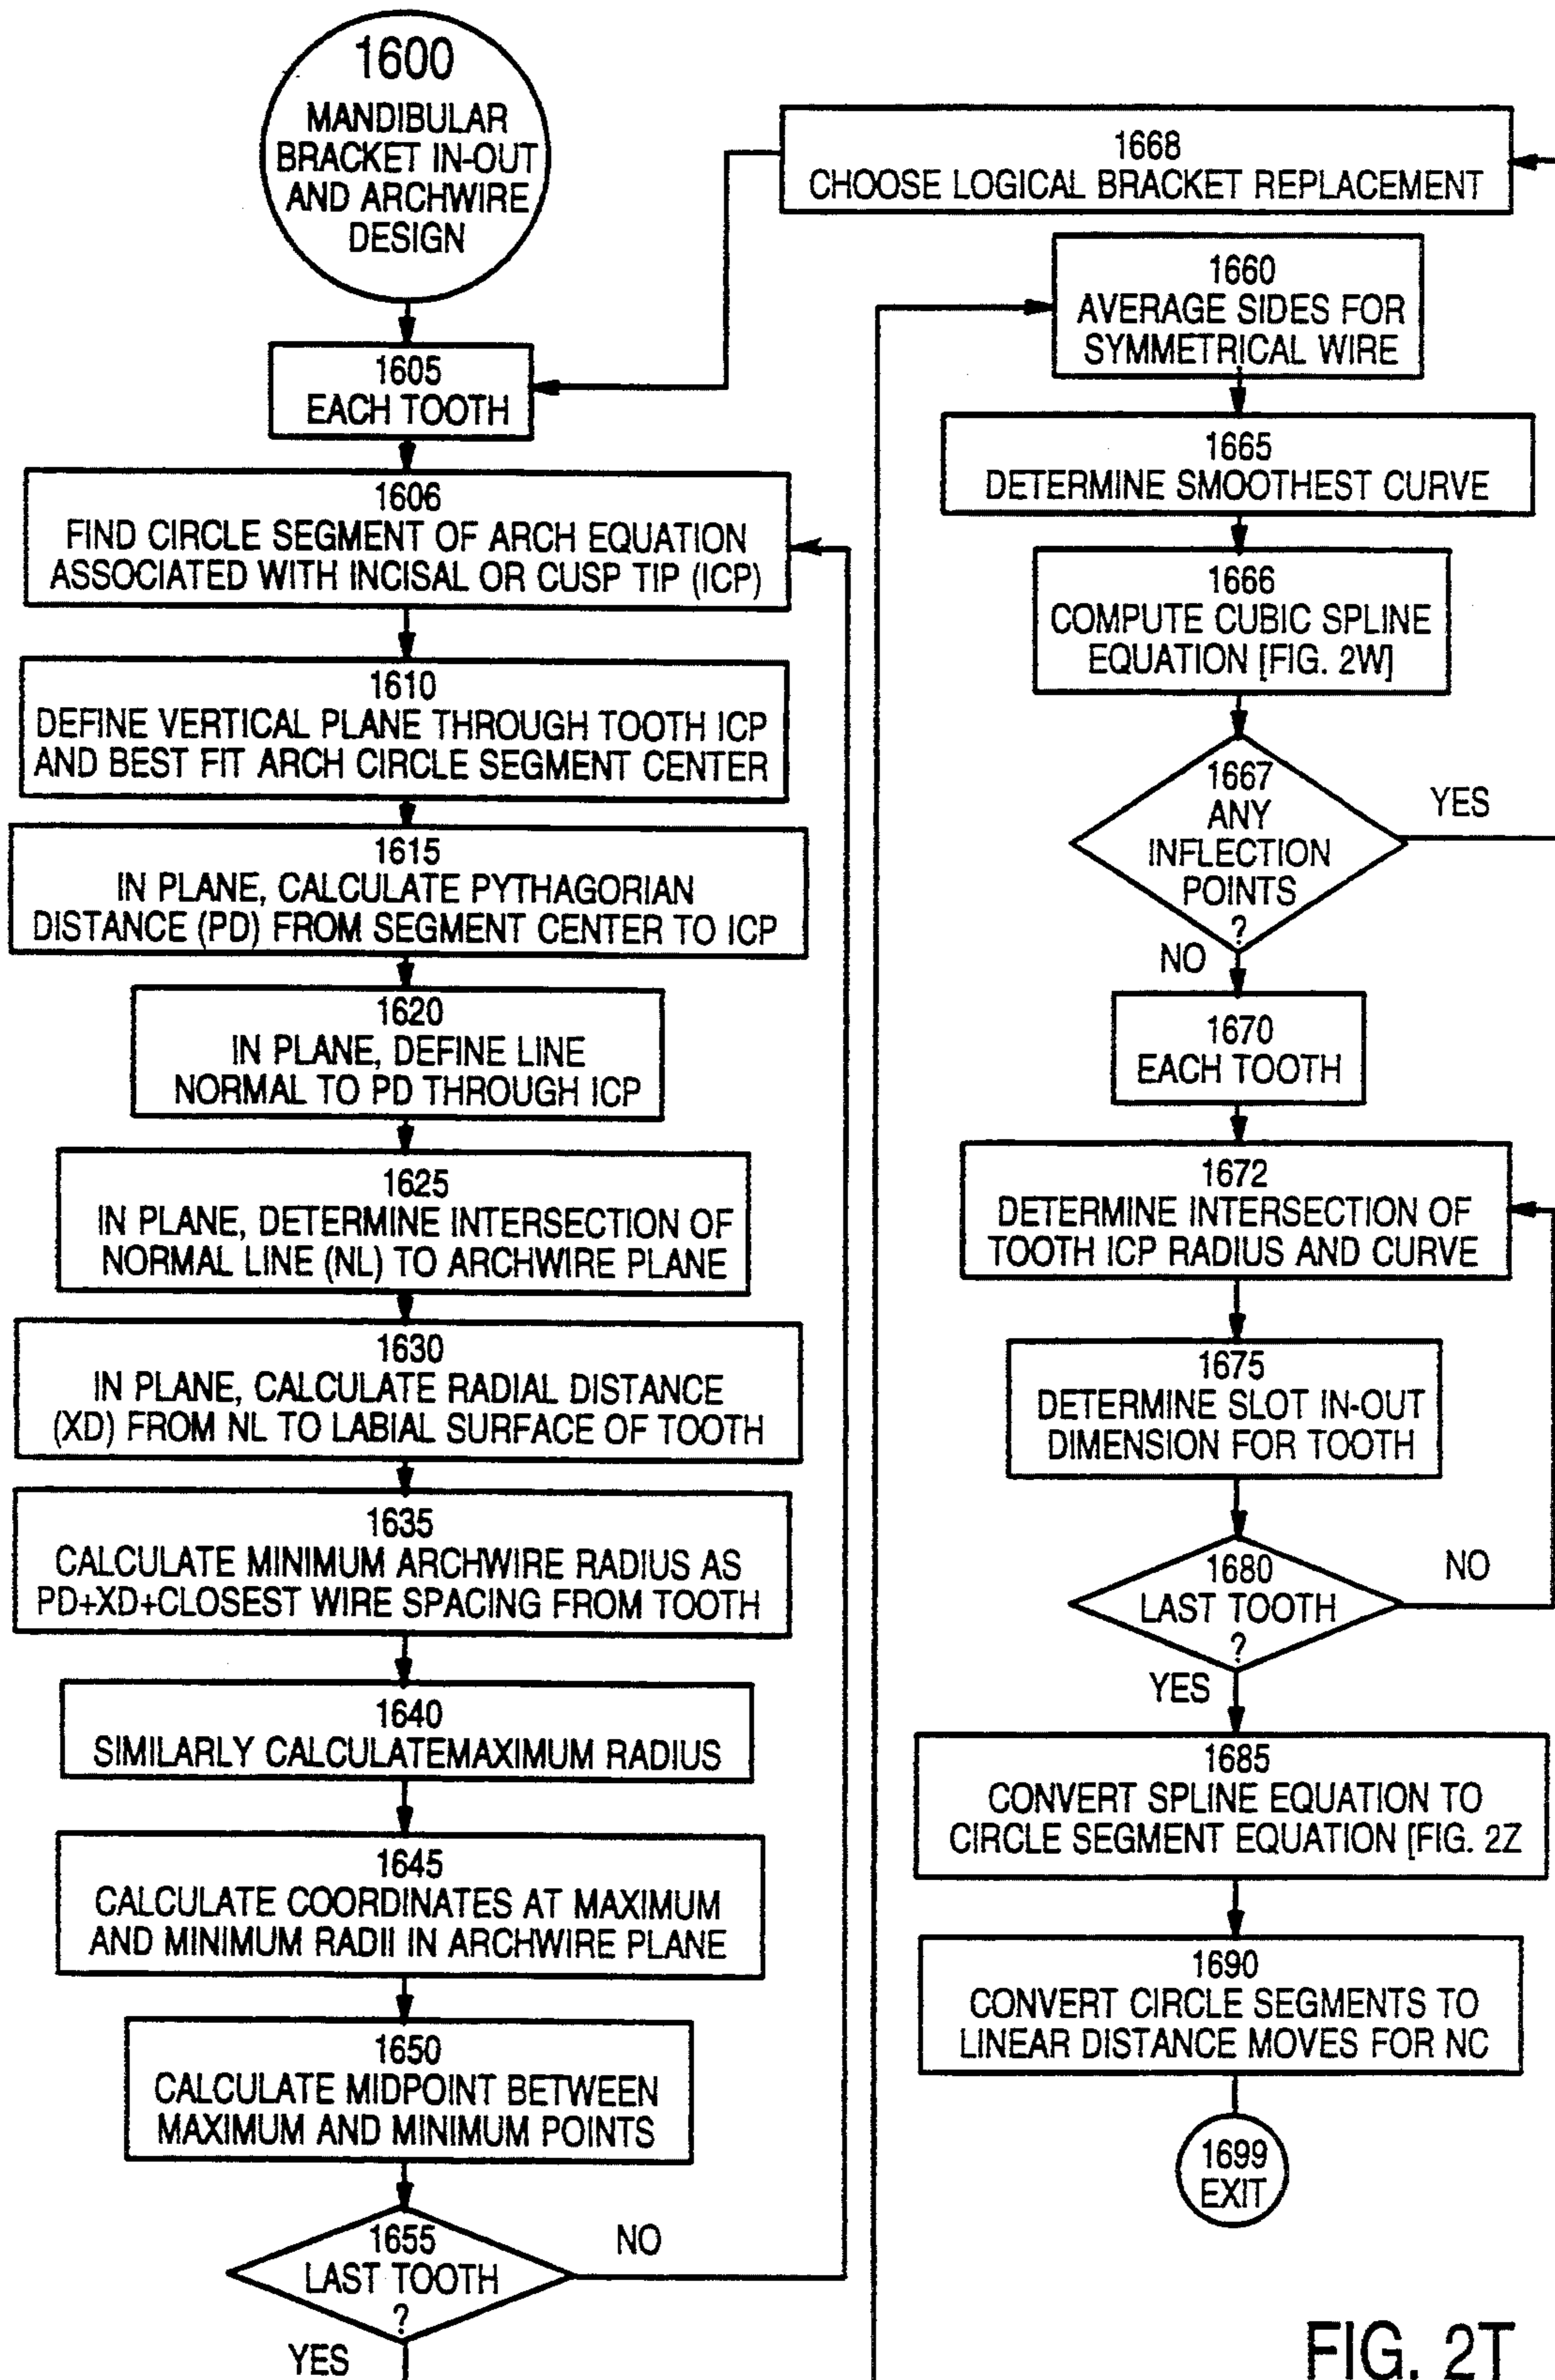 1600
MANDIBULAR
BRACKET IN-OUT
AND ARCHWIRE
DESIGN
1605
EACH TOOTH
1606
FIND CIRCLE SEGMENT OF ARCH EQUATION
ASSOCIATED WITH INCISAL OR CUSP TIP (ICP)
1610
DEFINE VERTICAL PLANE THROUGH TOOTH ICP
AND BEST FIT ARCH CIRCLE SEGMENT CENTER
1615
IN PLANE, CALCULATE PYTHAGORIAN
DISTANCE (PD) FROM SEGMENT CENTER TO ICP
1620
IN PLANE, DEFINE LINE
NORMAL TO PD THROUGH ICP
1625
IN PLANE, DETERMINE INTERSECTION OF
NORMAL LINE (NL) TO ARCHWIRE PLANE
1630
IN PLANE, CALCULATE RADIAL DISTANCE
(XD) FROM NL TO LABIAL SURFACE OF TOOTH
1635
CALCULATE MINIMUM ARCHWIRE RADIUS AS
PD+XD+CLOSEST WIRE SPACING FROM TOOTH
1640
SIMILARLY CALCULATEMAXIMUM RADIUS
1645
CALCULATE COORDINATES AT MAXIMUM
AND MINIMUM RADII IN ARCHWIRE PLANE
1650
CALCULATE MIDPOINT BETWEEN
MAXIMUM AND MINIMUM POINTS
1655
LAST TOOTH
?
NO
YES
1668
CHOOSE LOGICAL BRACKET REPLACEMENT
1660
AVERAGE SIDES FOR
SYMMETRICAL WIRE
1665
DETERMINE SMOOTHEST CURVE
1666
COMPUTE CUBIC SPLINE
EQUATION [FIG. 2W]
1667
ANY
INFLECTION
POINTS
?
YES
NO
1670
EACH TOOTH
1672
DETERMINE INTERSECTION OF
TOOTH ICP RADIUS AND CURVE
1675
DETERMINE SLOT IN-OUT
DIMENSION FOR TOOTH
1680
LAST TOOTH
?
NO
YES
1685
CONVERT SPLINE EQUATION TO
CIRCLE SEGMENT EQUATION [FIG. 2Z
1690
CONVERT CIRCLE SEGMENTS TO
LINEAR DISTANCE MOVES FOR NC
1699
EXIT
FIG. 2T